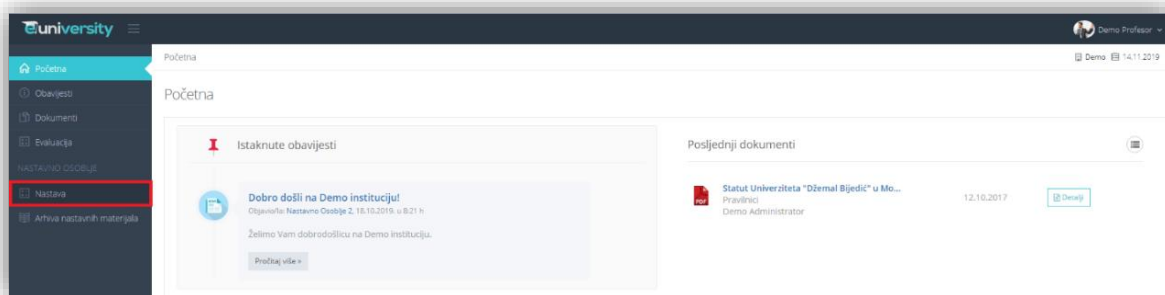 euniversity
Demo Profesor
Početna
Početna
Demo 14.11.2019
Obavijesti
Početna
Dokumenti
Evaluacija
Istaknute obavijesti
Posljednji dokumenti
NASTAVNO OSOBLJE
Nastava
Dobro došli na Demo instituciju!
Statut Univerziteta "Džemal Bijedić" u Mo...
12.10.2017
Detalji
Pravilnici
PDF
Objavio/la: Nastavno Osoblje 2, 18.10.2019. u 8:21 h
Demo Administrator
Arhiva nastavnih materijala
Želimo Vam dobrodošlicu na Demo instituciju.
Pročitaj više »